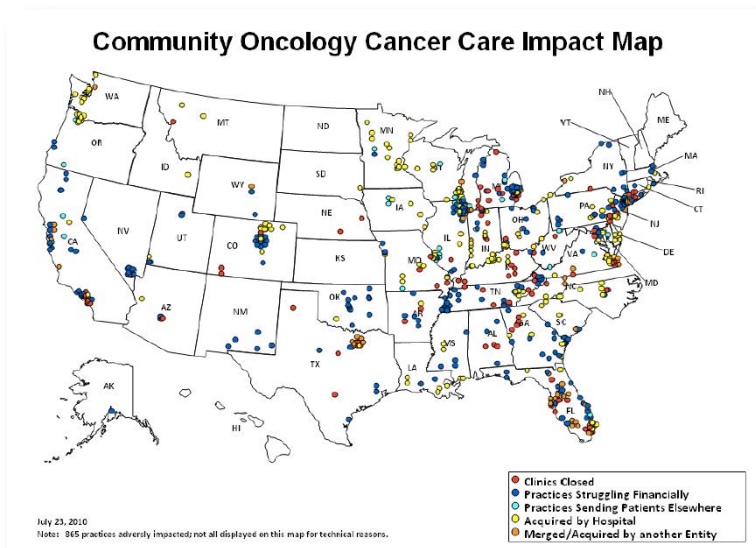 Community Oncology Cancer Care Impact Map
NH
WA
VT
ME
MT
ND
MN
OR
MA
NY
ID
SD
WY
RI
CT
PA
IA
NE
OH
NJ
NV
IL
IN
UT
WV
CO
CA
VA
DE
KS
MO
MD
NC
TN
OK
AZ
AR
NM
SC
GA
AL
MS
TX
LA
AK
FL
HI
Clinics Closed
Practices Struggling Financially
Practices Sending Patients Elsewhere
Acquired by Hospital
Merged/Acquired by another Entity
July 23, 2010
Note: 865 practices adversly impacted; not all displayed on this map for technical reasons.